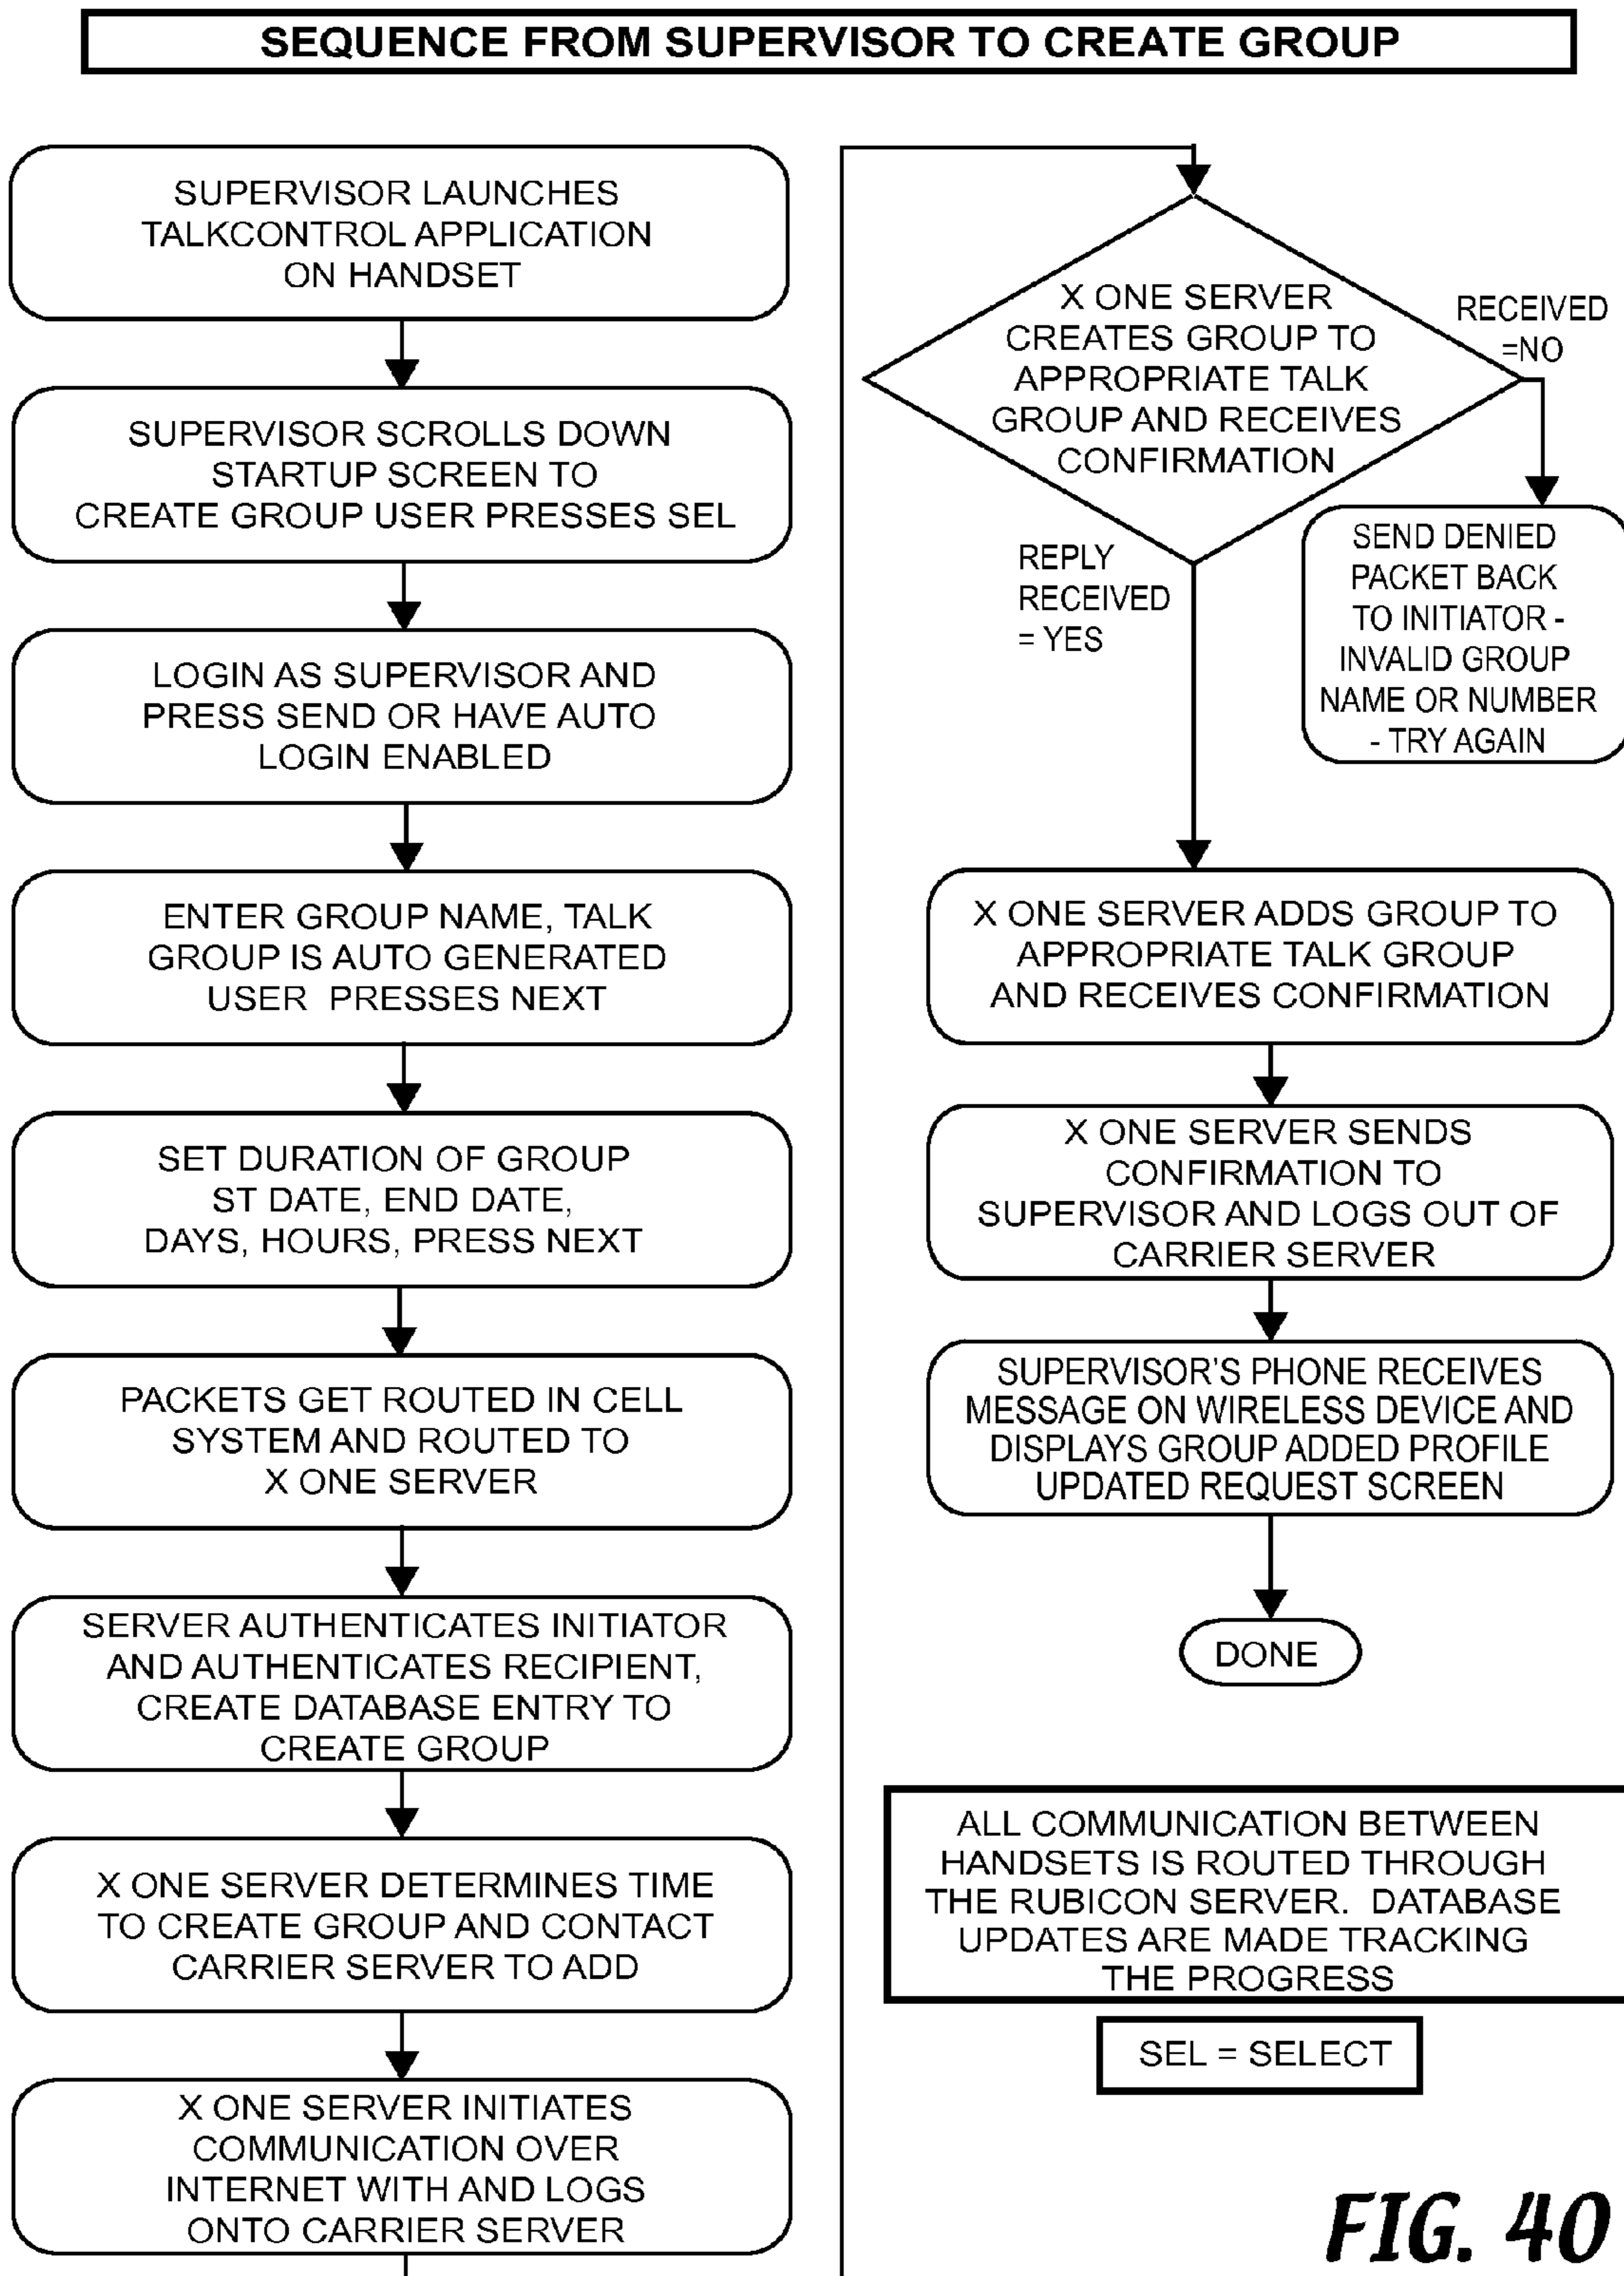 SEQUENCE FROM SUPERVISOR TO CREATE GROUP
SUPERVISOR LAUNCHES
TALKCONTROL APPLICATION
ON HANDSET
SUPERVISOR SCROLLS DOWN
STARTUP SCREEN TO
CREATE GROUP USER PRESSES SEL
LOGIN AS SUPERVISOR AND
PRESS SEND OR HAVE AUTO
LOGIN ENABLED
ENTER GROUP NAME, TALK
GROUP IS AUTO GENERATED
USER PRESSES NEXT
SET DURATION OF GROUP
ST DATE, END DATE,
DAYS, HOURS, PRESS NEXT
PACKETS GET ROUTED IN CELL
SYSTEM AND ROUTED TO
X ONE SERVER
SERVER AUTHENTICATES INITIATOR
AND AUTHENTICATES RECIPIENT,
CREATE DATABASE ENTRY TO
CREATE GROUP
X ONE SERVER DETERMINES TIME
TO CREATE GROUP AND CONTACT
CARRIER SERVER TO ADD
X ONE SERVER INITIATES
COMMUNICATION OVER
INTERNET WITH AND LOGS
ONTO CARRIER SERVER
X ONE SERVER
CREATES GROUP TO
APPROPRIATE TALK
GROUP AND RECEIVES
CONFIRMATION
RECEIVED
=NO
SEND DENIED
PACKET BACK
TO INITIATOR -
INVALID GROUP
NAME OR NUMBER
- TRY AGAIN
REPLY
RECEIVED
= YES
X ONE SERVER ADDS GROUP TO
APPROPRIATE TALK GROUP
AND RECEIVES CONFIRMATION
X ONE SERVER SENDS
CONFIRMATION TO
SUPERVISOR AND LOGS OUT OF
CARRIER SERVER
SUPERVISOR'S PHONE RECEIVES
MESSAGE ON WIRELESS DEVICE AND
DISPLAYS GROUP ADDED PROFILE
UPDATED REQUEST SCREEN
DONE
ALL COMMUNICATION BETWEEN
HANDSETS IS ROUTED THROUGH
THE RUBICON SERVER. DATABASE
UPDATES ARE MADE TRACKING
THE PROGRESS
SEL = SELECT
FIG. 40